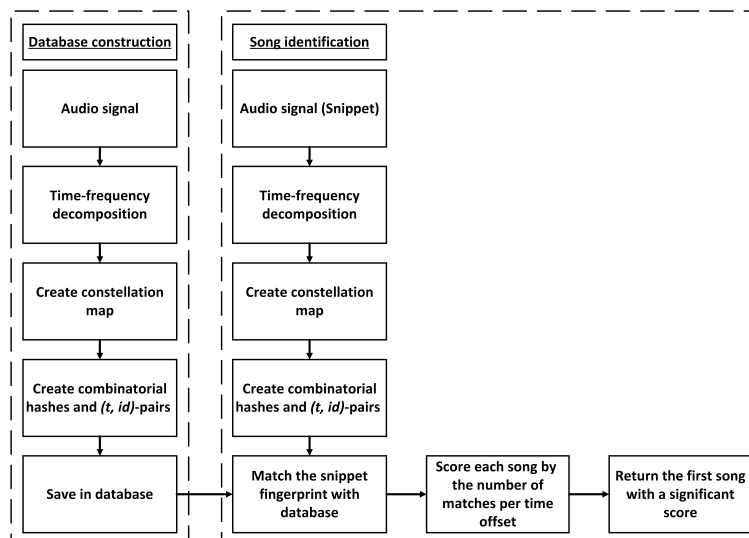 Database construction
Audio signal
Time-frequency
decomposition
Create constellation
map
Create combinatorial
hashes and (t, id)-pairs
Save in database
Song identification
Audio signal (Snippet)
Time-frequency
decomposition
Create constellation
map
Create combinatorial
hashes and (t, id)-pairs
Match the snippet
fingerprint with
database
Score each song by
the number of
matches per time
offset
Return the first song
with a significant
score